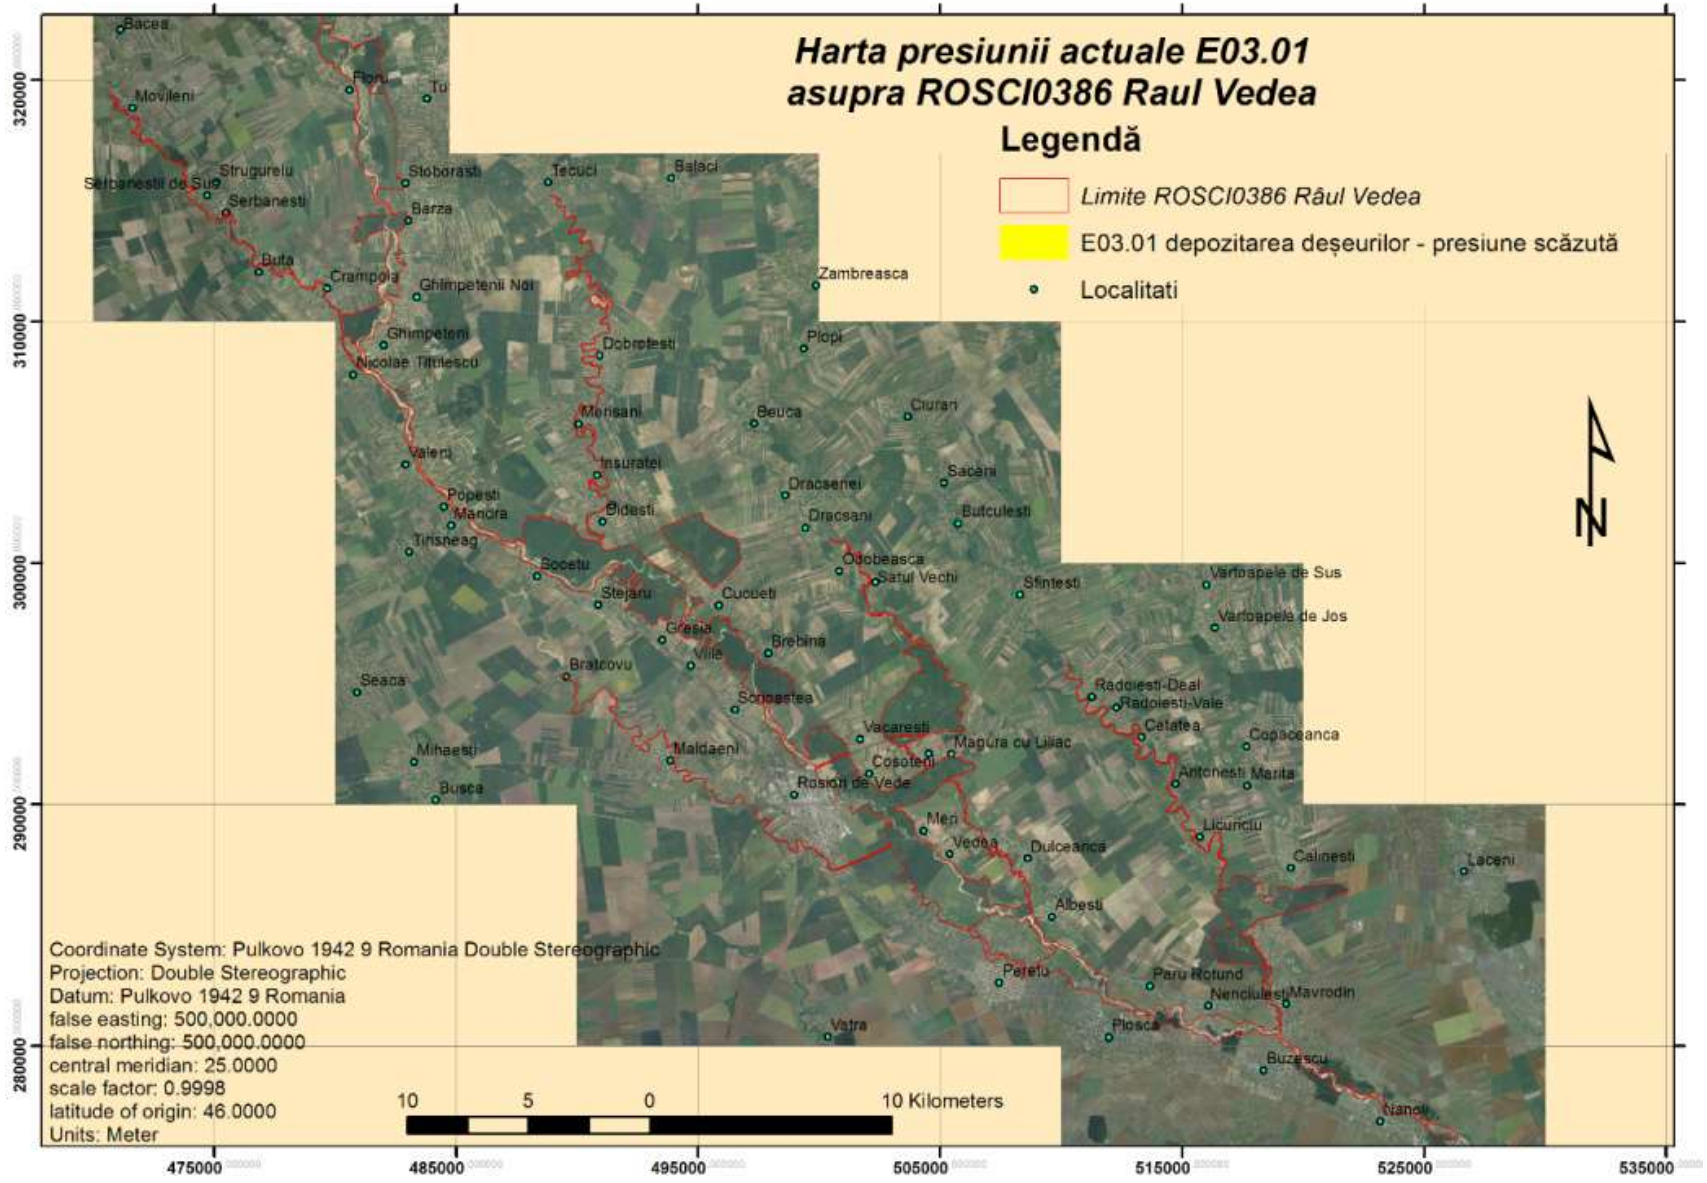 Harta presiunii actuale E03.01
asupra ROSCI0386 Raul Vedea
Legendă
Limite ROSCI0386 Râul Vedea
E03.01 depozitarea deșeurilor - presiune scăzută
Localitati
Bacea
Floru
Tu
Movileni
Strugurelu
Stoborasti
Tecuci
Balaci
Serbanestii de Sus
Serbanesti
Barza
Buta
Crampoia
Ghimpetenii Noi
Zambreasca
Ghimpeteni
Plopi
Nicolae Titulescu
Dobrotesti
Merisani
Beuca
Ciurari
Valeni
Insuratei
Saceni
Popesti
Mandra
Didesti
Dracsenei
Butculesti
Dracsani
Tirisneag
Socetu
Odobeasca
Satul Vechi
Sfintesti
Vartoapele de Sus
Stejaru
Cucueti
Vartoapele de Jos
Gresia
Brebina
Viile
Bratcovu
Seaca
Radoiesti-Deal
Radoiesti-Vale
Scrioastea
Cetatea
Copaceanca
Vacaresti
Magura cu Liliac
Mihaesti
Maldaeni
Cosoteni
Antonesti
Marita
Busca
Rosiori de Vede
Meri
Licuriciu
Vedea
Dulceanca
Calinesti
Laceni
Albesti
Peretu
Paru Rotund
Nenciulesti
Mavrodin
Vatra
Plosca
Buzescu
Nanov
Coordinate System: Pulkovo 1942 9 Romania Double Stereographic
Projection: Double Stereographic
Datum: Pulkovo 1942 9 Romania
false easting: 500,000.0000
false northing: 500,000.0000
central meridian: 25.0000
scale factor: 0.9998
latitude of origin: 46.0000
Units: Meter
10 5 0 10 Kilometers
N
320000
310000
300000
290000
280000
475000 485000 495000 505000 515000 525000 535000